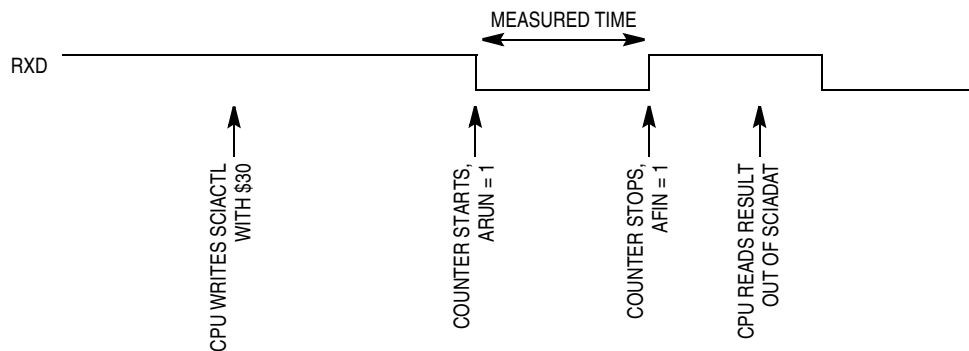 MEASURED TIME
RXD
CPU WRITES SCIACTL
WITH $30
COUNTER STARTS,
ARUN = 1
COUNTER STOPS,
AFIN = 1
CPU READS RESULT
OUT OF SCIADAT